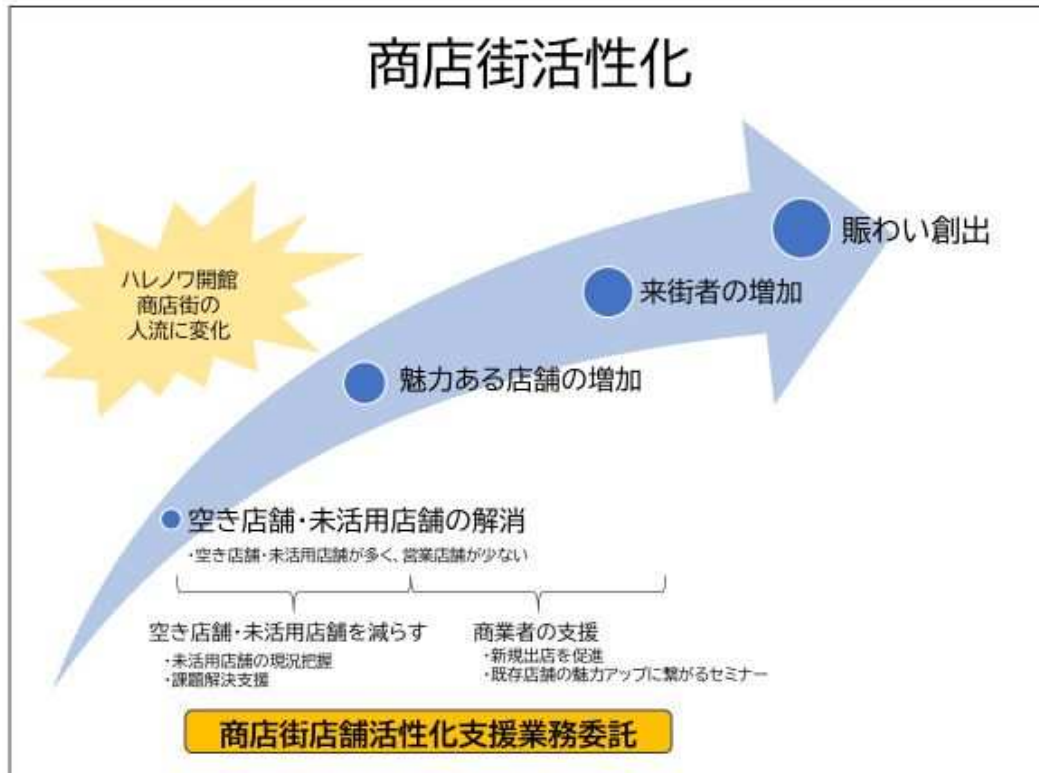 商店街活性化
ハレノワ開館
商店街の
人流に変化
賑わい創出
来街者の増加
魅力ある店舗の増加
空き店舗・未活用店舗の解消
・空き店舗・未活用店舗が多く、営業店舗が少ない
空き店舗・未活用店舗を減らす
・未活用店舗の現況把握
・課題解決支援
商業者の支援
・新規出店を促進
・既存店舗の魅力アップに繋がるセミナー
商店街店舗活性化支援業務委託